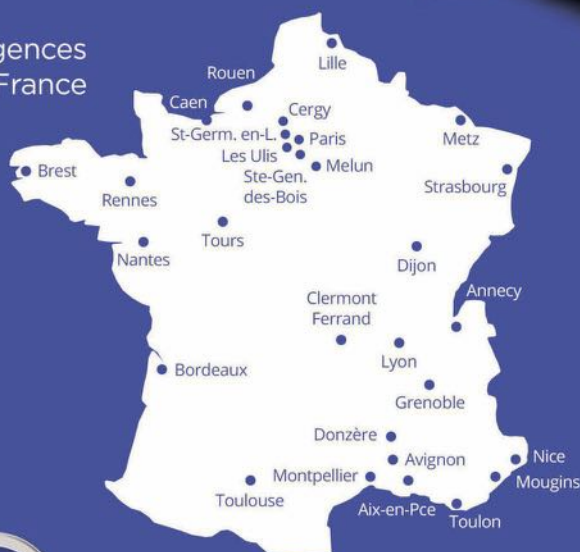 gences
France
Lille
Rouen
Caen
Cergy
St-Germ. en-L.
Paris
Metz
Les Ulis
Melun
Ste-Gen.
des-Bois
Strasbourg
Brest
Rennes
Tours
Nantes
Dijon
Annecy
Clermont
Ferrand
Lyon
Bordeaux
Grenoble
Donzère
Avignon
Nice
Montpellier
Mougins
Toulouse
Aix-en-Pce
Toulon